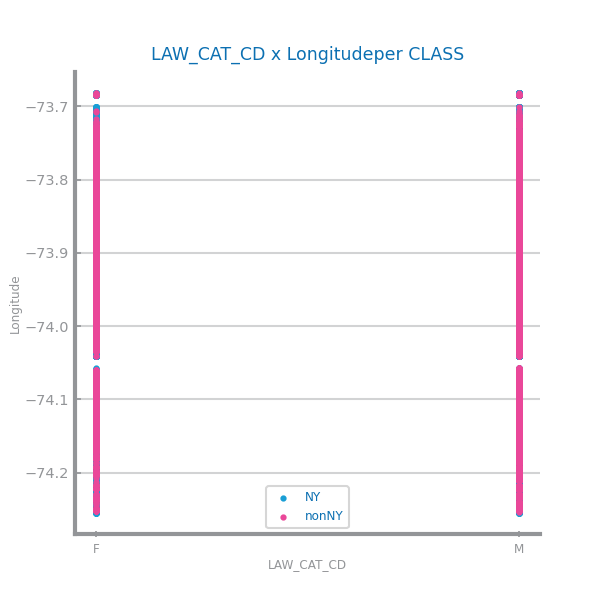 LAW_CAT_CD x Longitudeper CLASS
−73.7
−73.8
−73.9
−74.0
−74.1
−74.2
Longitude
NY
nonNY
F
M
LAW_CAT_CD